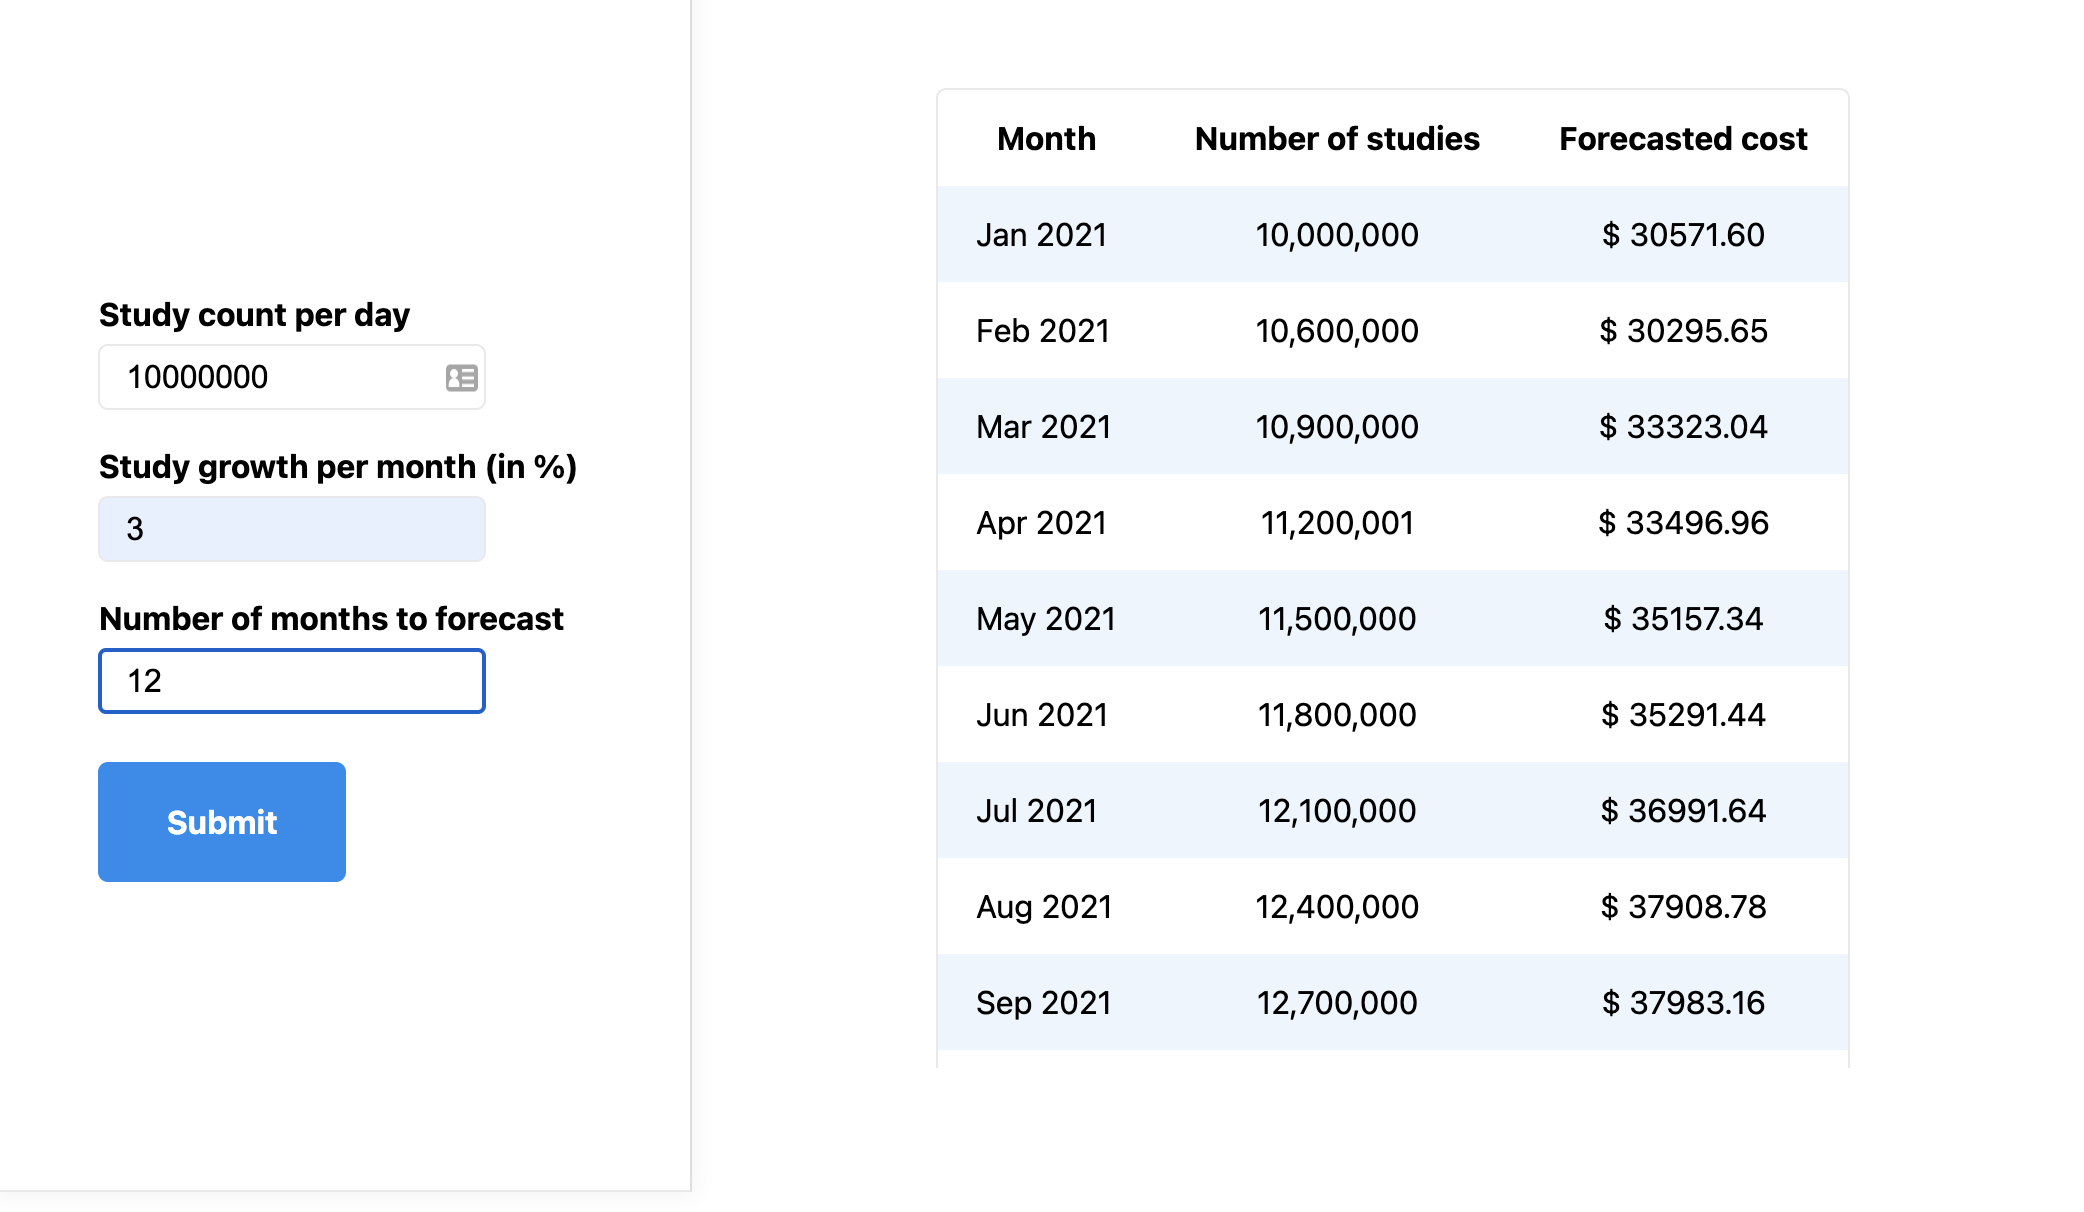 Study count per day
10000000
Study growth per month (in %)
3
Number of months to forecast
12
Submit
Month Number of studies Forecasted cost
Jan 2021 10,000,000 $ 30571.60
Feb 2021 10,600,000 $ 30295.65
Mar 2021 10,900,000 $ 33323.04
Apr 2021 11,200,001 $ 33496.96
May 2021 11,500,000 $ 35157.34
Jun 2021 11,800,000 $ 35291.44
Jul 2021 12,100,000 $ 36991.64
Aug 2021 12,400,000 $ 37908.78
Sep 2021 12,700,000 $ 37983.16